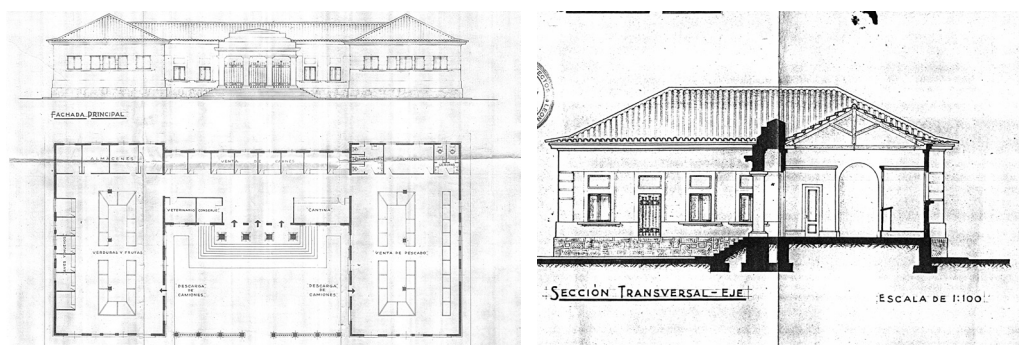 FACHADA PRINCIPAL
ALMACENES
VENTA DE CARNES
ALMACEN
VETERINARIO
CONSERJE
"CANTINA"
VERDURAS Y FRUTAS
VENTA DE PESCADO
DESCARGA
DE
CAMIONES
DESCARGA
DE
CAMIONES
SECCIÓN TRANSVERSAL-EJE
ESCALA DE 1:100